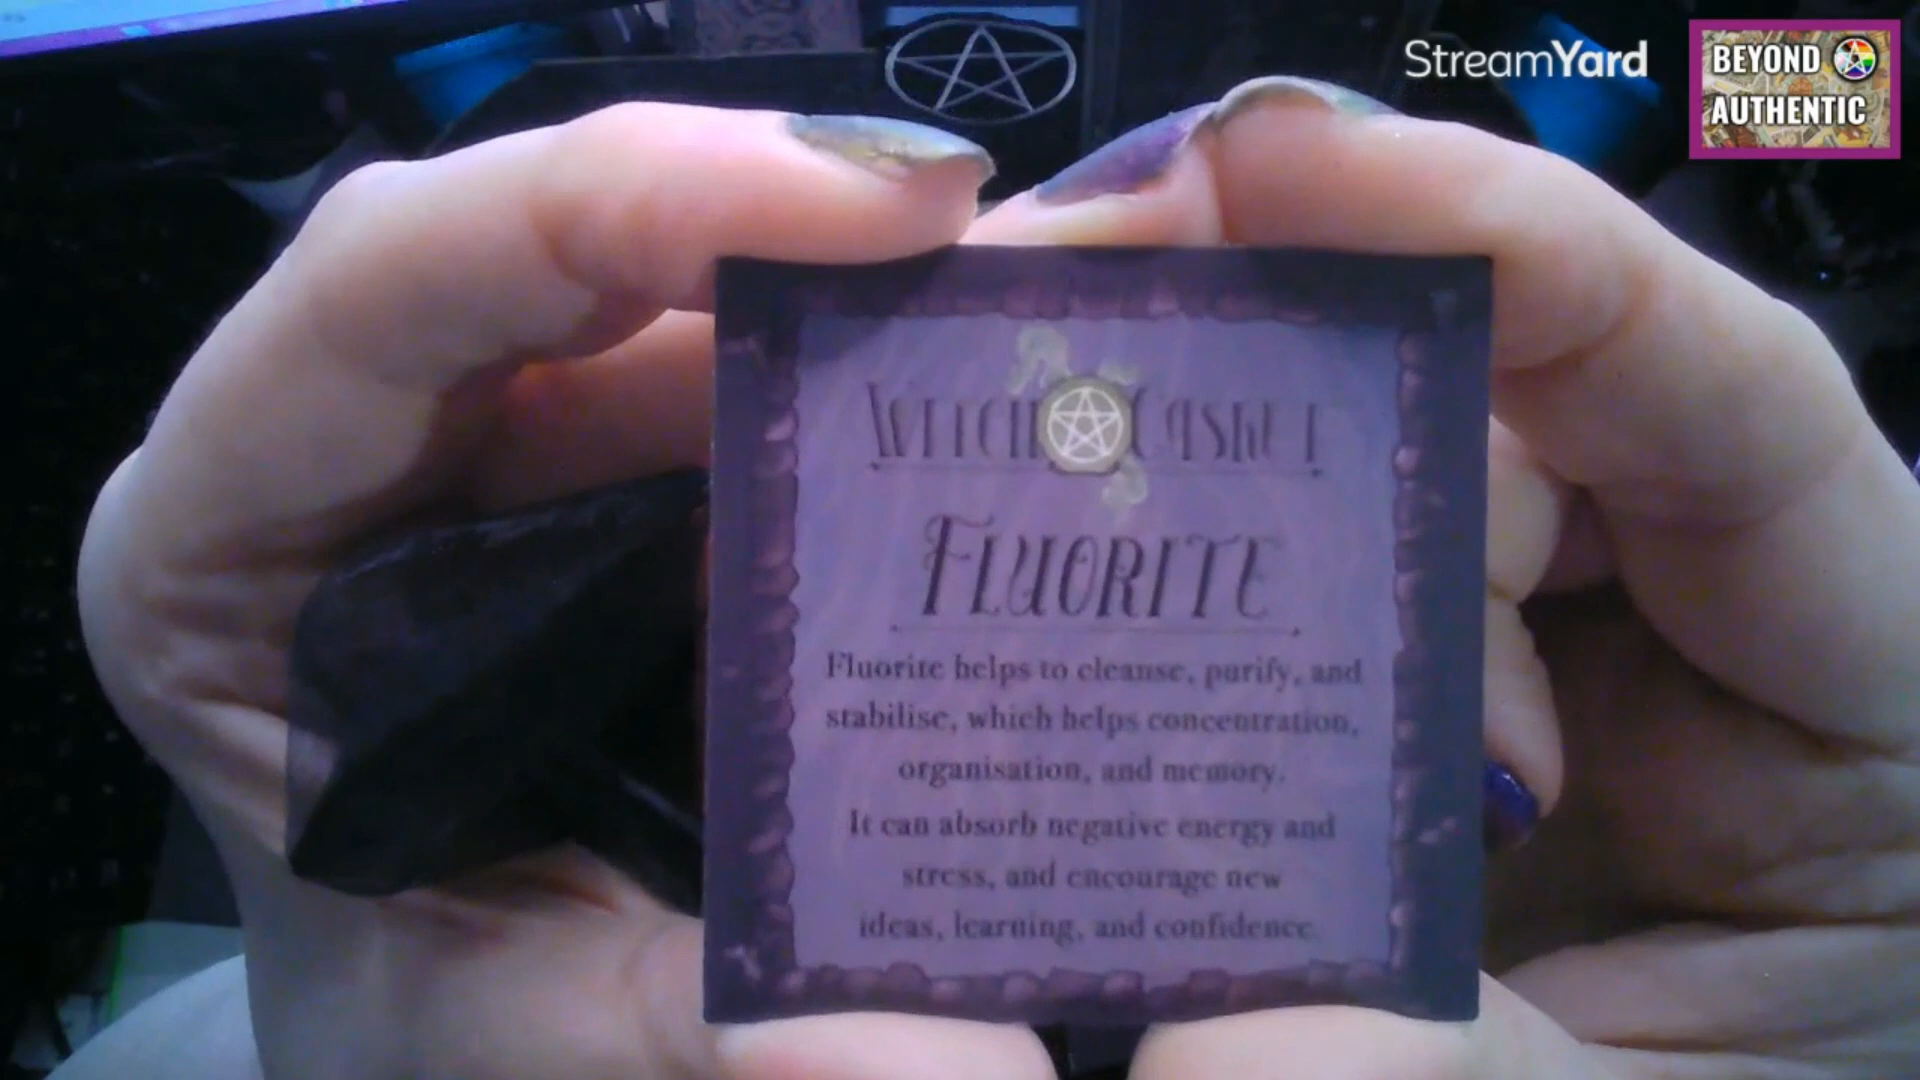 StreamYard
BEYOND
AUTHENTIC
WITCH CASKET
FLUORITE
Fluorite helps to cleanse, purify, and
stabilise, which helps concentration,
organisation, and memory.
It can absorb negative energy and
stress, and encourage new
ideas, learning, and confidence.